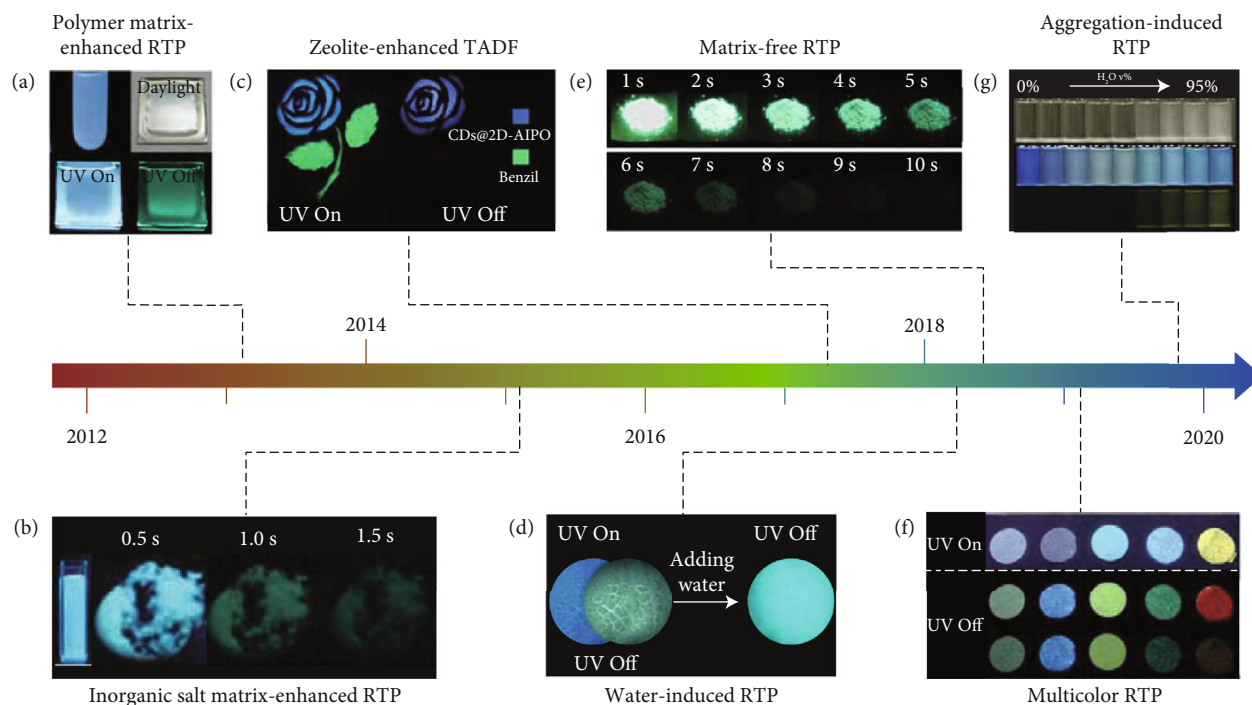 Polymer matrix-
enhanced RTP
(a)
Daylight
UV On
UV Off
Zeolite-enhanced TADF
(c)
CDs@2D-AIPO
Benzil
UV On
UV Off
Matrix-free RTP
(e)
1 s 2 s 3 s 4 s 5 s
6 s 7 s 8 s 9 s 10 s
Aggregation-induced
RTP
(g)
H2O v%
0% 95%
2014
2018
2012
2016
2020
(b)
0.5 s 1.0 s 1.5 s
Inorganic salt matrix-enhanced RTP
(d)
UV On
UV Off
Adding
water
UV Off
Water-induced RTP
(f)
UV On
UV Off
Multicolor RTP